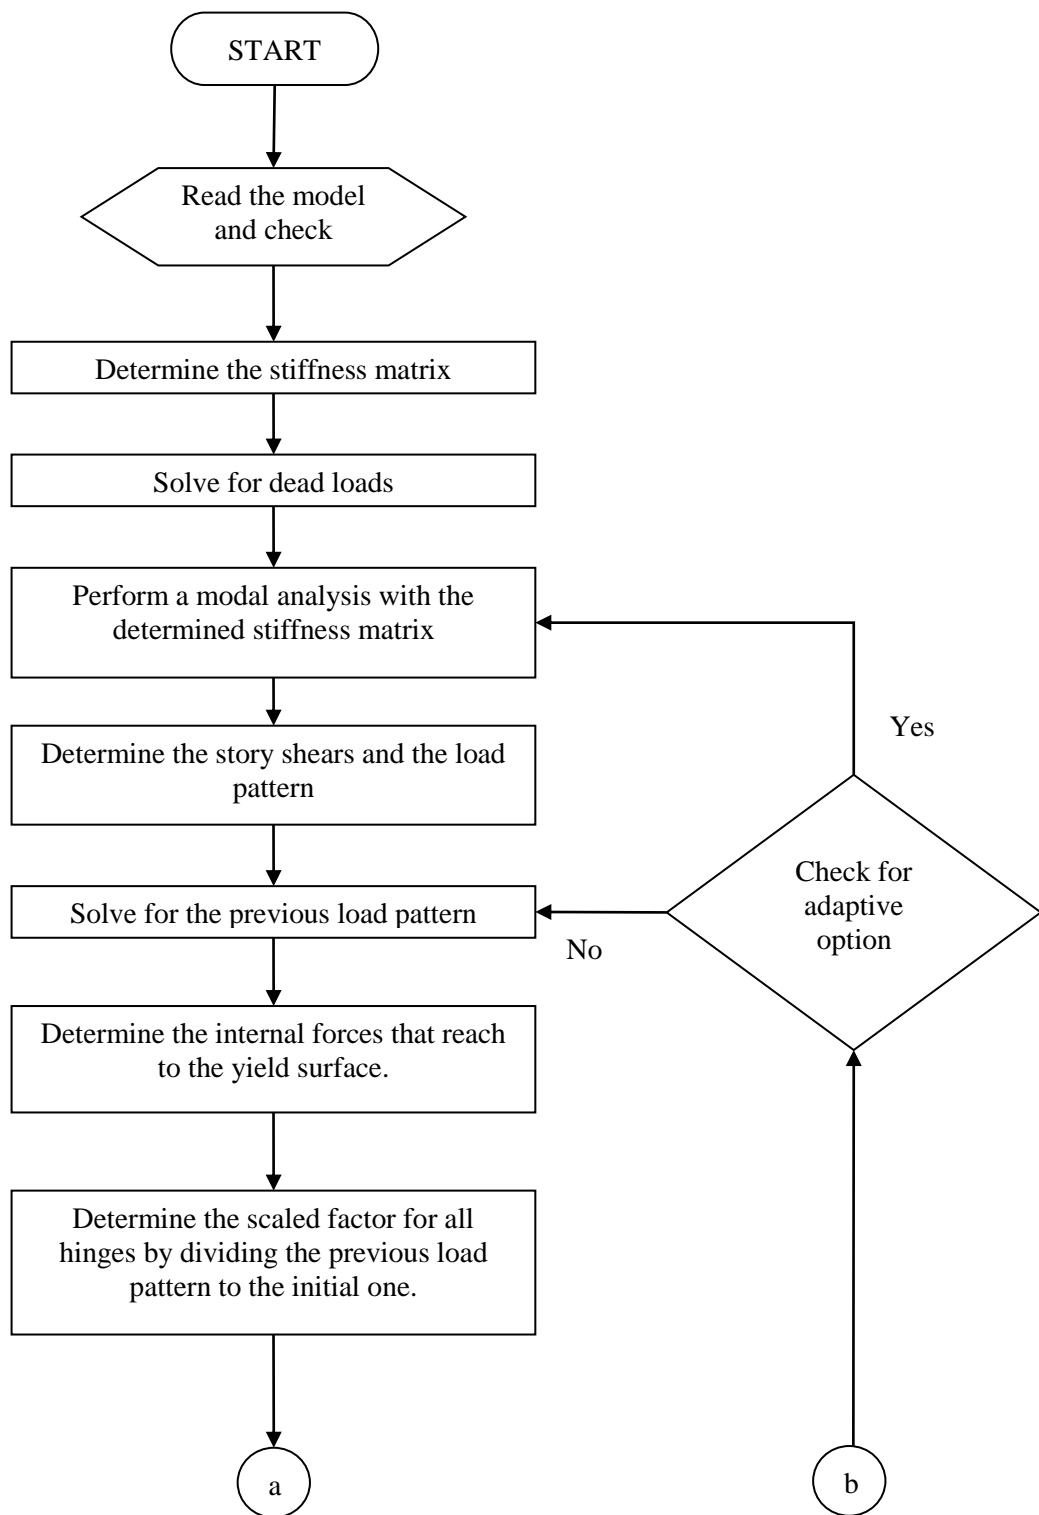 START
Read the model
and check
Determine the stiffness matrix
Solve for dead loads
Perform a modal analysis with the
determined stiffness matrix
Yes
Determine the story shears and the load
pattern
Check for
adaptive
option
Solve for the previous load pattern
No
Determine the internal forces that reach
to the yield surface.
Determine the scaled factor for all
hinges by dividing the previous load
pattern to the initial one.
a
b